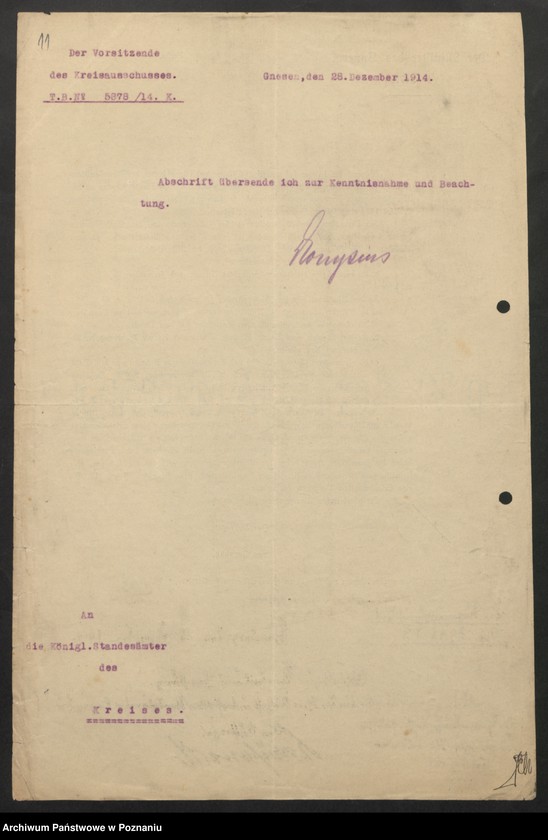 11
Der Vorsitzende
des Kreisausschusses.
Gnesen, den 28. Dezember 1914.
T.R.№ 5878 /14. K.
Abschrift übersende ich zur Kenntnisnahme und Beach-
tung.
An
die Königl.Standesämter
des
Kreises.
Archiwum Państwowe w Poznaniu